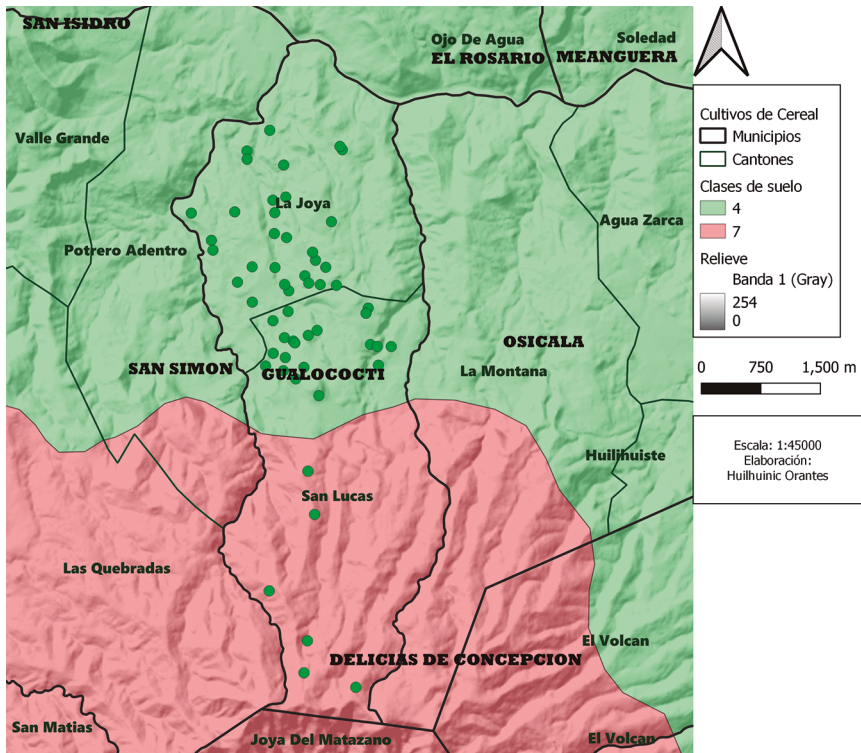 SAN ISIDRO
Ojo De Agua
EL ROSARIO
Soledad
MEANGUERA
Valle Grande
La Joya
Agua Zarca
Potrero Adentro
OSICALA
SAN SIMON
GUALOCOCTI
La Montana
Huilihuiste
San Lucas
Las Quebradas
El Volcan
DELICIAS DE CONCEPCION
San Matias
Joya Del Matazano
El Volcan
Cultivos de Cereal
Municipios
Cantones
Clases de suelo
4
7
Relieve
Banda 1 (Gray)
254
0
0 750 1,500 m
Escala: 1:45000
Elaboración:
Huilhuinic Orantes